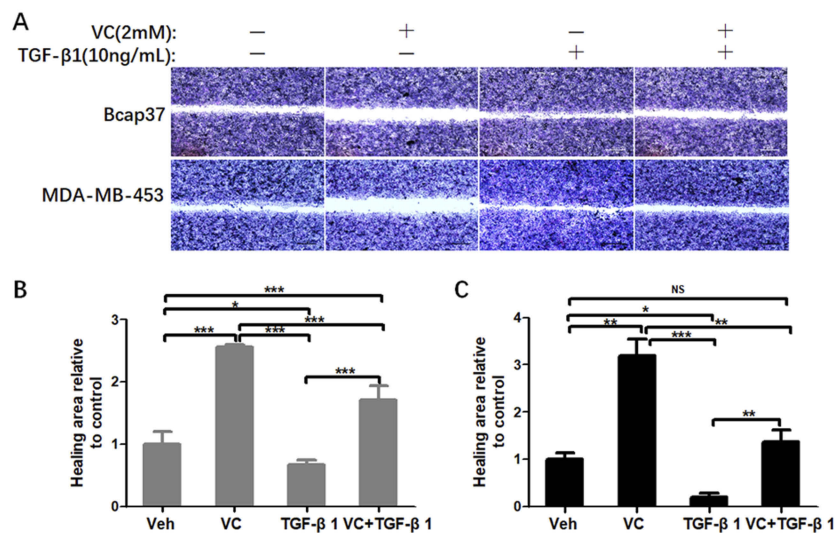 A
VC(2mM): — + — +
TGF-β1(10ng/mL): — — + +
Bcap37
MDA-MB-453
B
Healing area relative
to control
3
2
1
0
***
*
***
***
***
***
Veh VC TGF-β 1 VC+TGF-β 1
C
Healing area relative
to control
4
3
2
1
0
NS
*
**
**
***
**
Veh VC TGF-β 1 VC+TGF-β 1